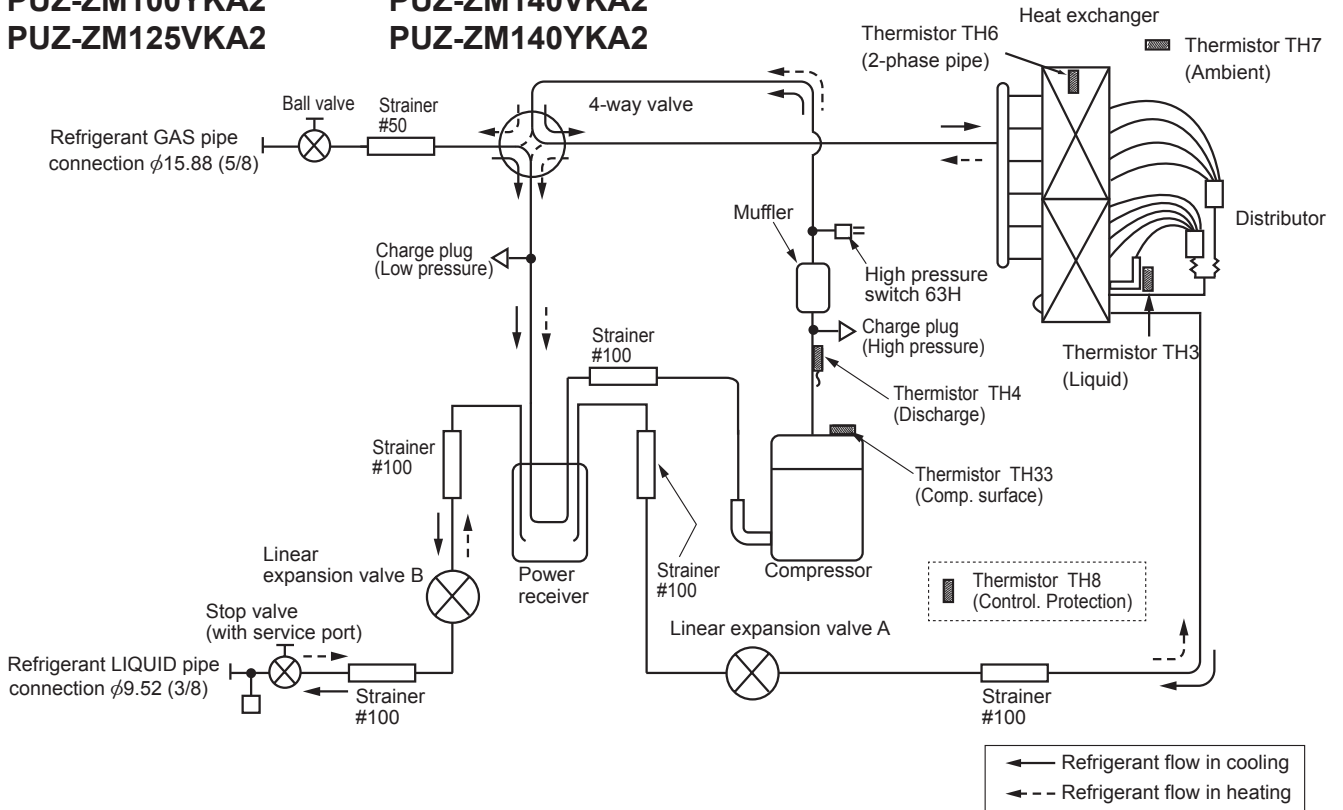 PUZ-ZM100YKA2
PUZ-ZM140VKA2
PUZ-ZM125VKA2
PUZ-ZM140YKA2
Heat exchanger
Thermistor TH6
(2-phase pipe)
Thermistor TH7
(Ambient)
Ball valve
Strainer
#50
4-way valve
Refrigerant GAS pipe
connection ϕ15.88 (5/8)
Muffler
Distributor
Charge plug
(Low pressure)
High pressure
switch 63H
Charge plug
(High pressure)
Strainer
#100
Thermistor TH3
(Liquid)
Thermistor TH4
(Discharge)
Strainer
#100
Thermistor TH33
(Comp. surface)
Linear
expansion valve B
Power
receiver
Strainer
#100
Compressor
Thermistor TH8
(Control. Protection)
Stop valve
(with service port)
Linear expansion valve A
Refrigerant LIQUID pipe
connection ϕ9.52 (3/8)
Strainer
#100
Strainer
#100
Refrigerant flow in cooling
Refrigerant flow in heating